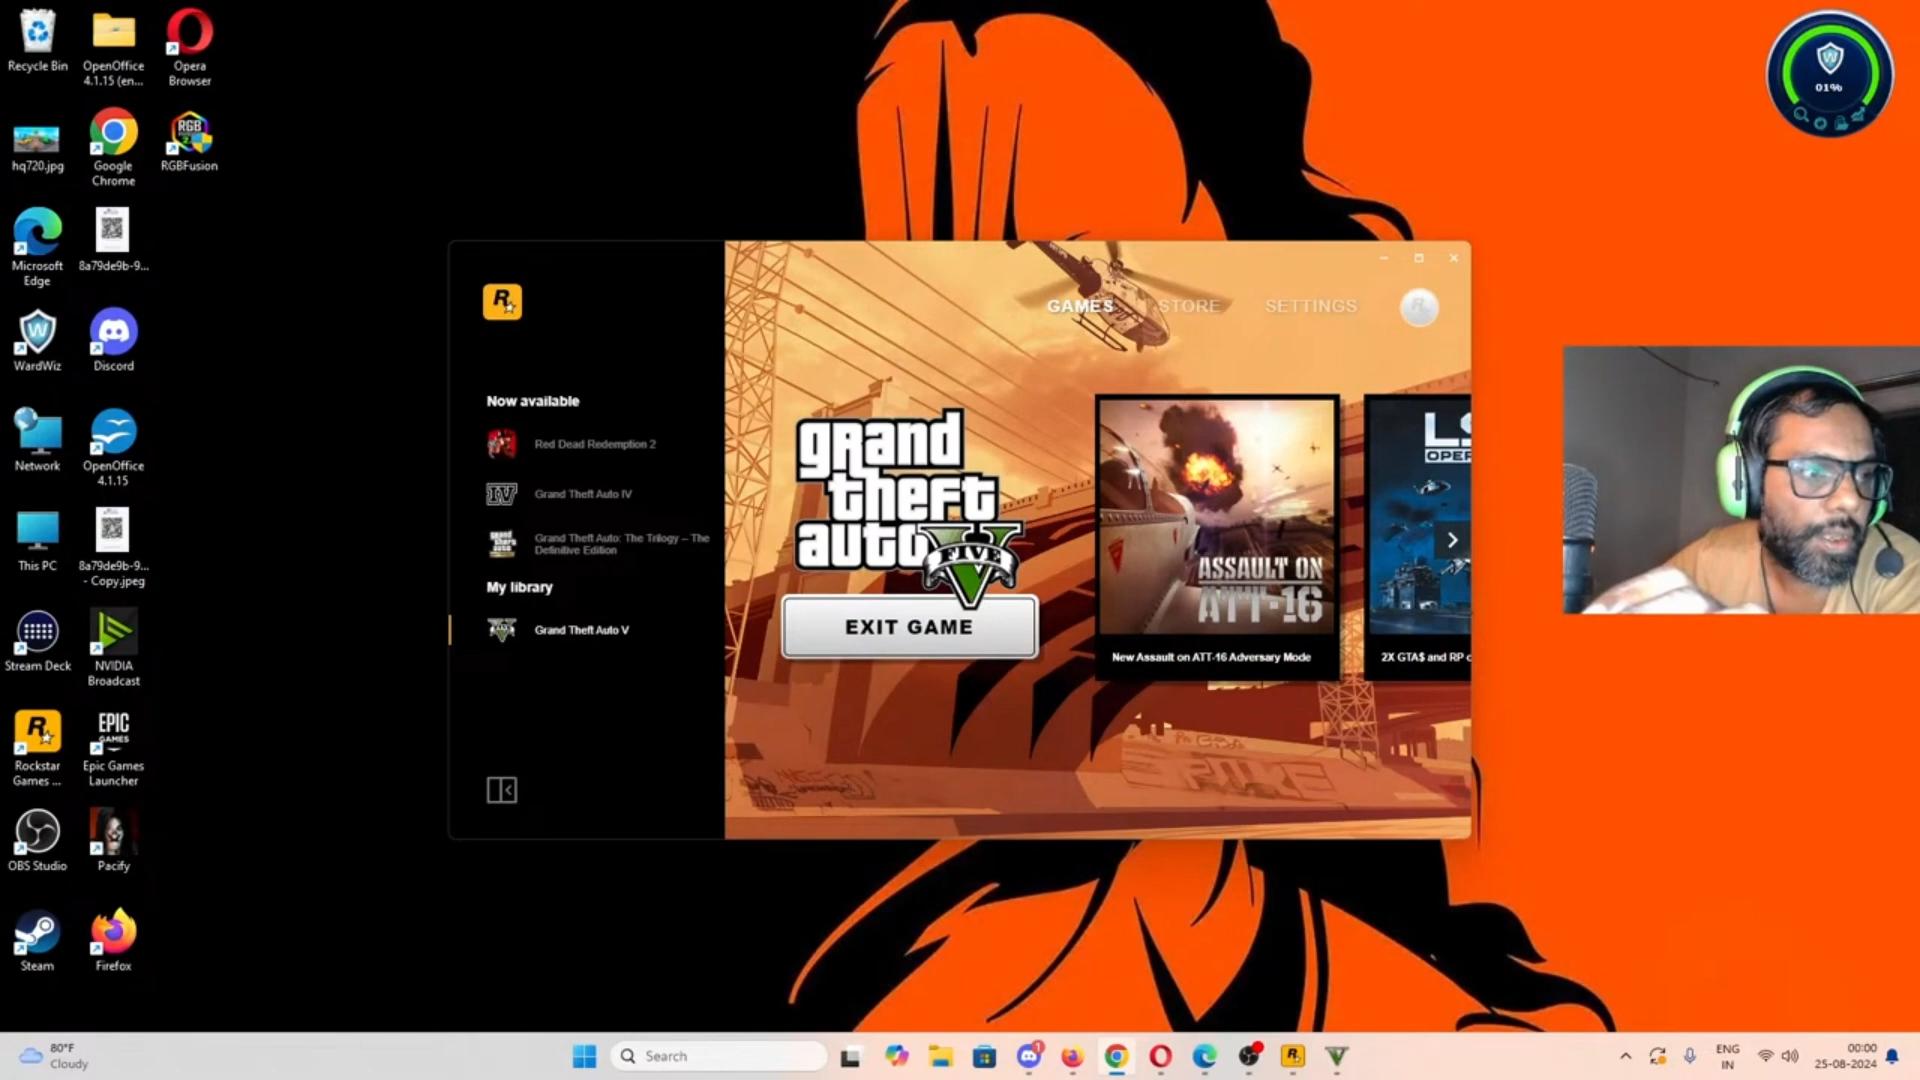 Recycle Bin
OpenOffice
4.1.15 (en...
Opera
Browser
hq720.jpg
Google
Chrome
RGB
RGBFusion
Microsoft
Edge
8a79de9b-9...
WardWiz
Discord
Network
OpenOffice
4.1.15
This PC
8a79de9b-9...
- Copy.jpeg
Stream Deck
NVIDIA
Broadcast
Rockstar
Games ...
EPIC
GAMES
Epic Games
Launcher
OBS Studio
Pacify
Steam
Firefox
W
01%
R
GAMES
STORE
SETTINGS
Now available
Red Dead Redemption 2
IV
Grand Theft Auto IV
Grand Theft Auto: The Trilogy – The
Definitive Edition
My library
Grand Theft Auto V
grand
theft
auto
FIVE
EXIT GAME
ASSAULT ON
ATT-16
New Assault on ATT-16 Adversary Mode
OPER
2X GTA$ and RP
80°F
Cloudy
Search
1
ENG
IN
00:00
25-08-2024